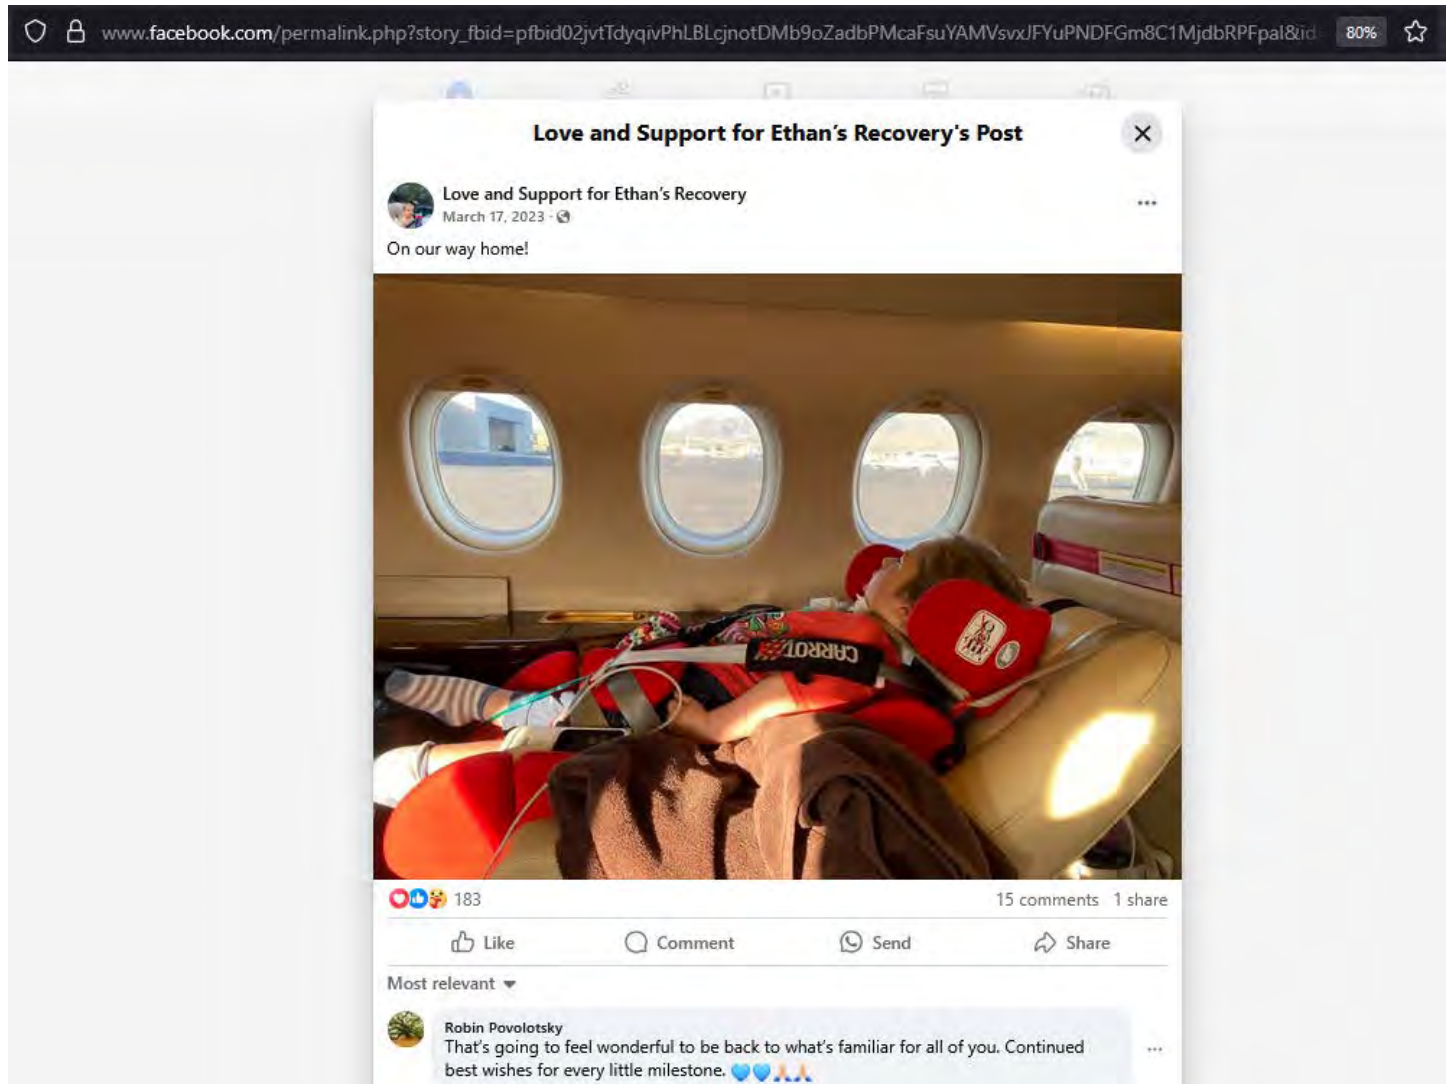 www.facebook.com/permalink.php?story_fbid=pfbid02jvtTdyqivPhLBLcjnotDMb9oZadbPMcaFsuYAMVsvxJFYuPNDFGm8C1MjdbRPFpal&id
80%
Love and Support for Ethan's Recovery's Post
Love and Support for Ethan's Recovery
March 17, 2023 ·
On our way home!
CARROT
183
15 comments 1 share
Like Comment Send Share
Most relevant
Robin Povolotsky
That's going to feel wonderful to be back to what's familiar for all of you. Continued
best wishes for every little milestone. 💙💙🙏🙏